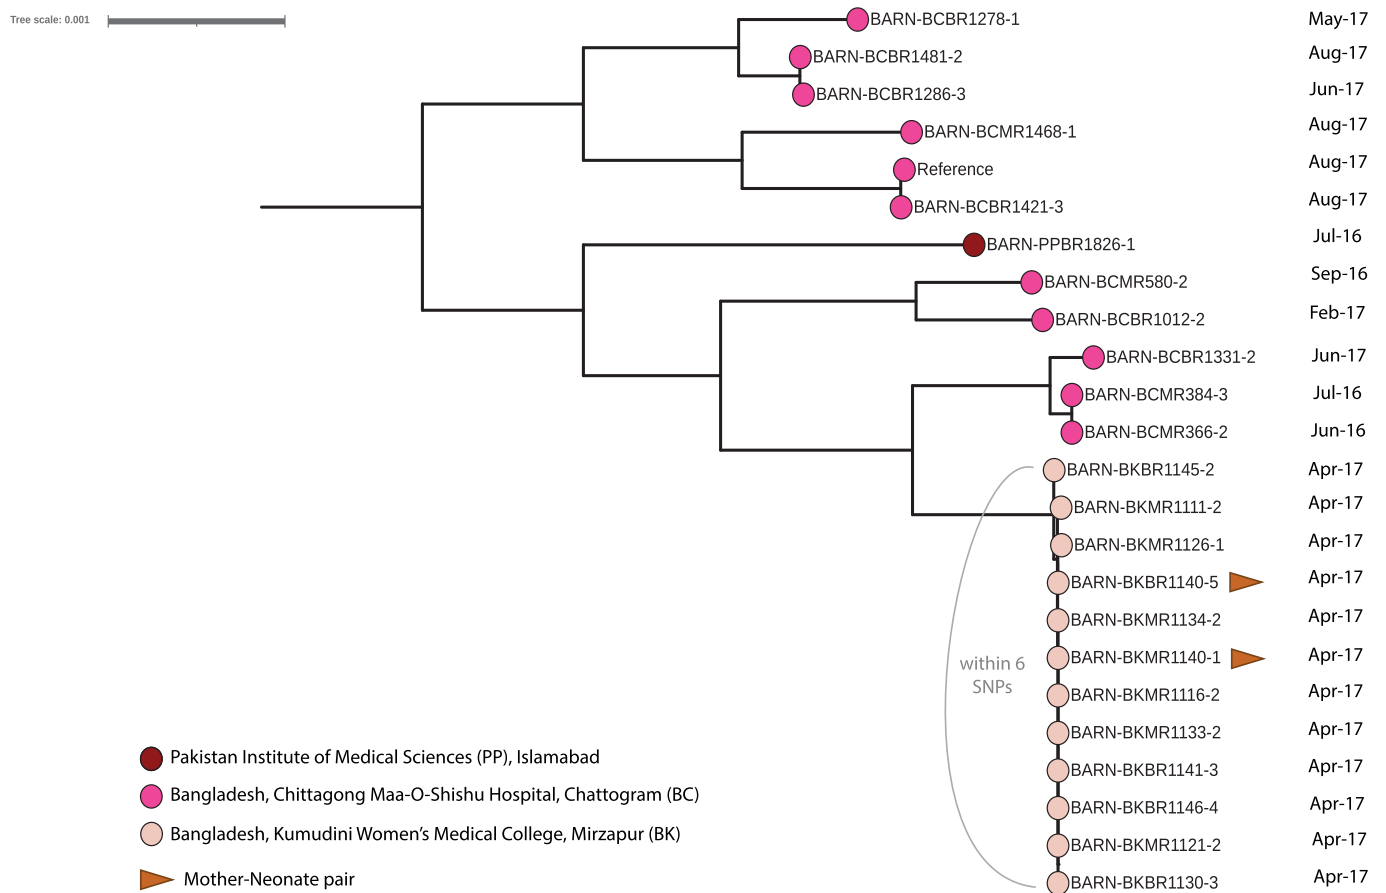 Tree scale: 0.001
BARN-BCBR1278-1 May-17
BARN-BCBR1481-2 Aug-17
BARN-BCBR1286-3 Jun-17
BARN-BCMR1468-1 Aug-17
Reference Aug-17
BARN-BCBR1421-3 Aug-17
BARN-PPBR1826-1 Jul-16
BARN-BCMR580-2 Sep-16
BARN-BCBR1012-2 Feb-17
BARN-BCBR1331-2 Jun-17
BARN-BCMR384-3 Jul-16
BARN-BCMR366-2 Jun-16
BARN-BKBR1145-2 Apr-17
BARN-BKMR1111-2 Apr-17
BARN-BKMR1126-1 Apr-17
BARN-BKBR1140-5 Apr-17
BARN-BKMR1134-2 Apr-17
BARN-BKMR1140-1 Apr-17
BARN-BKMR1116-2 Apr-17
BARN-BKMR1133-2 Apr-17
BARN-BKBR1141-3 Apr-17
BARN-BKBR1146-4 Apr-17
BARN-BKMR1121-2 Apr-17
BARN-BKBR1130-3 Apr-17
within 6
SNPs
Pakistan Institute of Medical Sciences (PP), Islamabad
Bangladesh, Chittagong Maa-O-Shishu Hospital, Chattogram (BC)
Bangladesh, Kumudini Women's Medical College, Mirzapur (BK)
Mother-Neonate pair